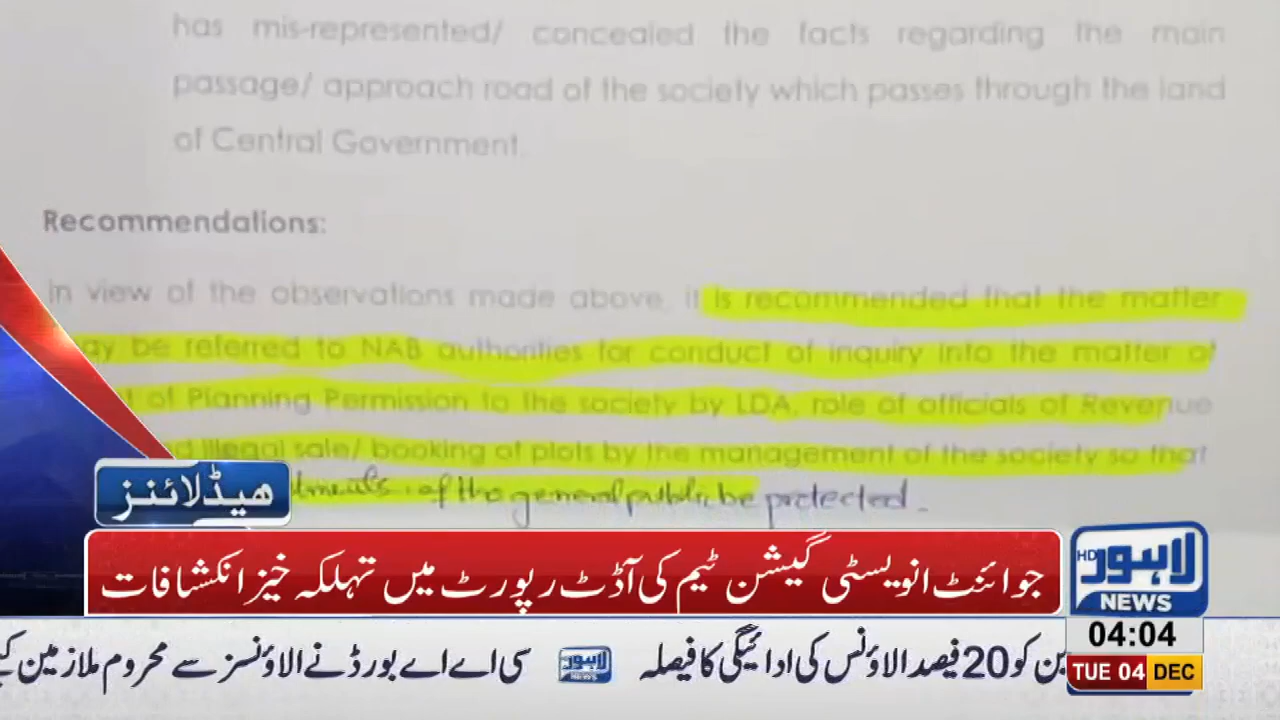 has mis-represented/ concealed the facts regarding the main
passage/ approach road of the society which passes through the land
of Central Government.
Recommendations:
in view of the observations made above, it is recommended that the matter
be referred to NAB authorities for conduct of inquiry into the matter of
of Planning Permission to the society by LDA, role of officials of Revenue
illegal sale/ booking of plots by the management of the society so that
of the general public be protected.
ہیڈلائنز
جوائنٹ انویسٹی گیشن ٹیم کی آڈٹ رپورٹ میں تہلکہ خیز انکشافات
HD لاہور
NEWS
04:04
TUE 04 DEC
کو 20 فیصد الاؤنس کی ادائیگی کا فیصلہ لاہور NEWS سی اے اے بورڈ نے الاؤنسز سے محروم ملازمین